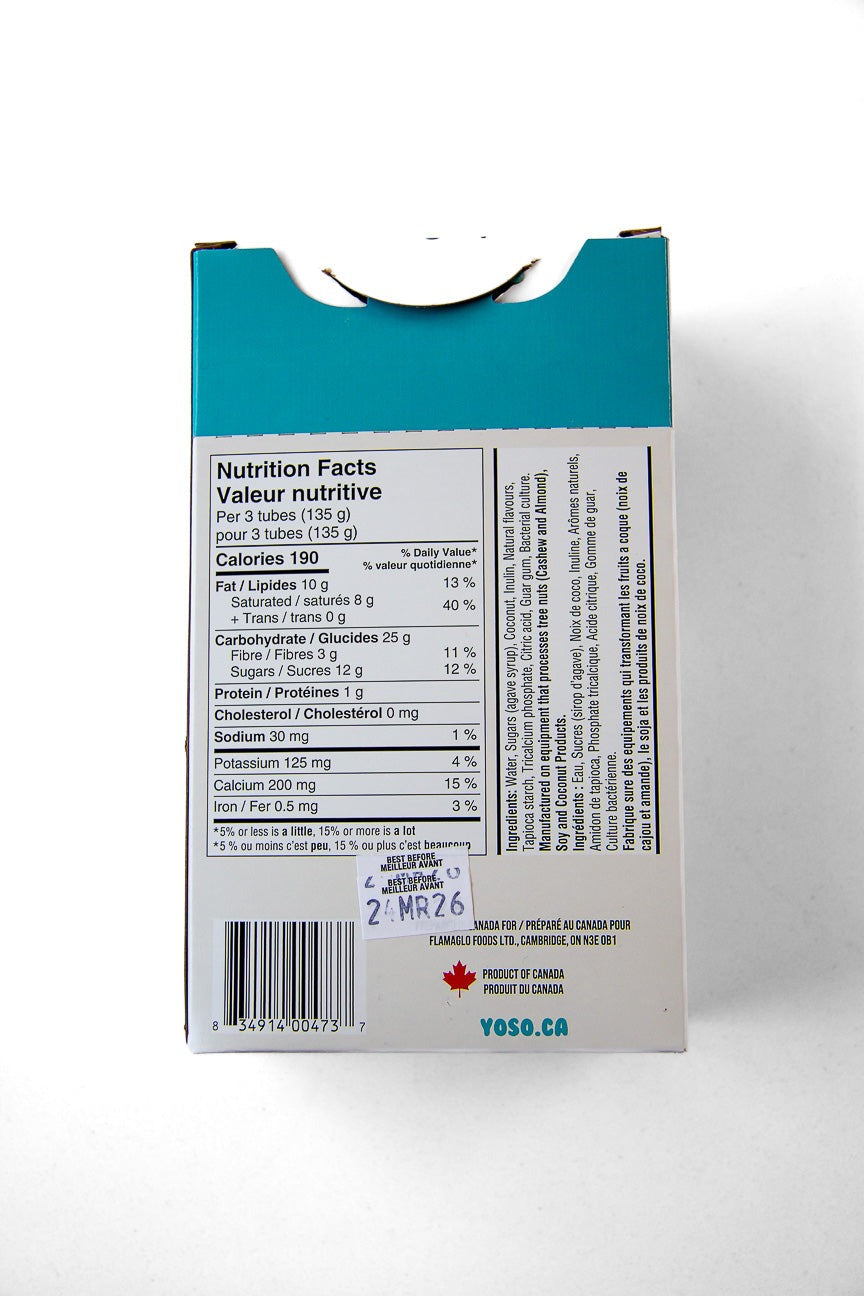 Nutrition Facts
Valeur nutritive
Per 3 tubes (135 g)
pour 3 tubes (135 g)
Calories 190
% Daily Value*
% valeur quotidienne*
Fat / Lipides 10 g 13 %
Saturated / saturés 8 g
+ Trans / trans 0 g
40 %
Carbohydrate / Glucides 25 g
Fibre / Fibres 3 g 11 %
Sugars / Sucres 12 g 12 %
Protein / Protéines 1 g
Cholesterol / Cholestérol 0 mg
Sodium 30 mg 1 %
Potassium 125 mg 4 %
Calcium 200 mg 15 %
Iron / Fer 0.5 mg 3 %
*5% or less is a little, 15% or more is a lot
*5 % ou moins c'est peu, 15 % ou plus c'est beaucoup
Ingredients: Water, Sugars (agave syrup), Coconut, Inulin, Natural flavours,
Tapioca starch, Tricalcium phosphate, Citric acid, Guar gum, Bacterial culture.
Manufactured on equipment that processes tree nuts (Cashew and Almond),
Soy and Coconut Products.
Ingrédients : Eau, Sucres (sirop d'agave), Noix de coco, Inuline, Arômes naturels,
Amidon de tapioca, Phosphate tricalcique, Acide citrique, Gomme de guar,
Culture bactérienne.
Fabrique sure des equipements qui transformant les fruits a coque (noix de
cajou et amande), le soja et les produits de noix de coco.
BEST BEFORE
MEILLEUR AVANT
BEST BEFORE
MEILLEUR AVANT
24MR26
ANADA FOR / PRÉPARÉ AU CANADA POUR
FLAMAGLO FOODS LTD., CAMBRIDGE, ON N3E 0B1
PRODUCT OF CANADA
PRODUIT DU CANADA
YOSO.CA
8 34914 00473 7